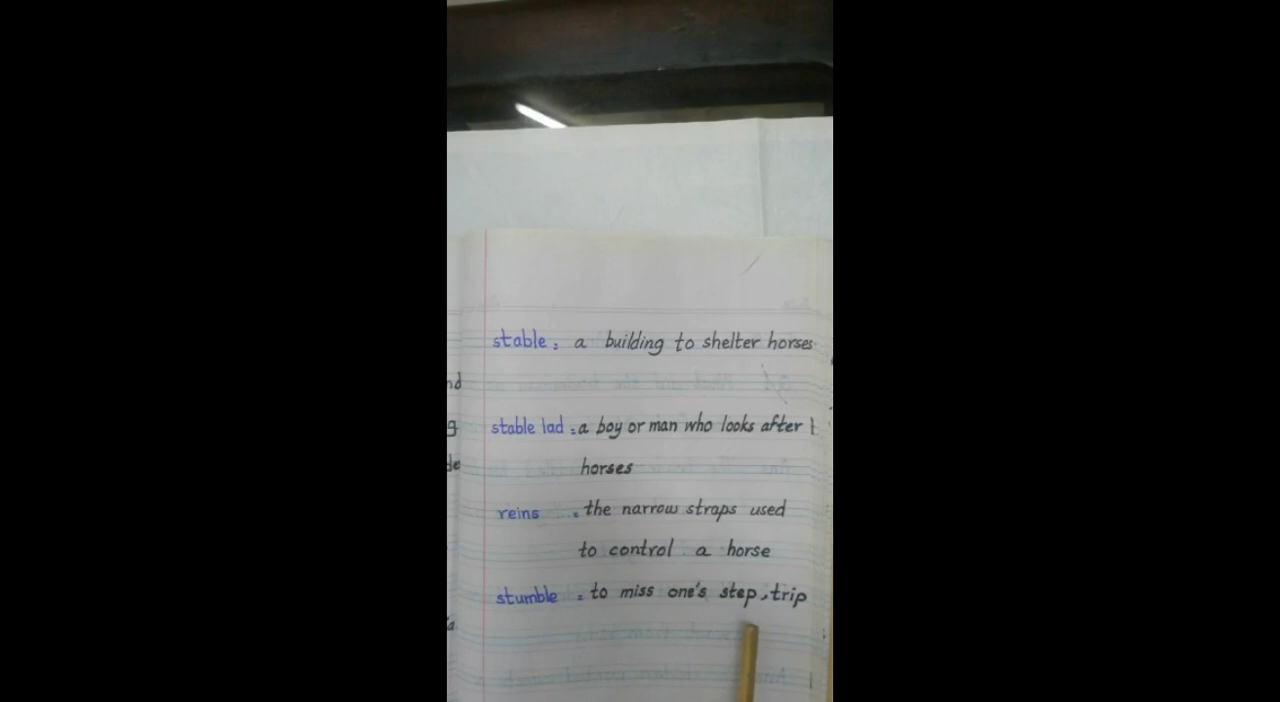 stable : a building to shelter horses
stable lad : a boy or man who looks after
horses
reins : the narrow straps used
to control a horse
stumble : to miss one's step, trip